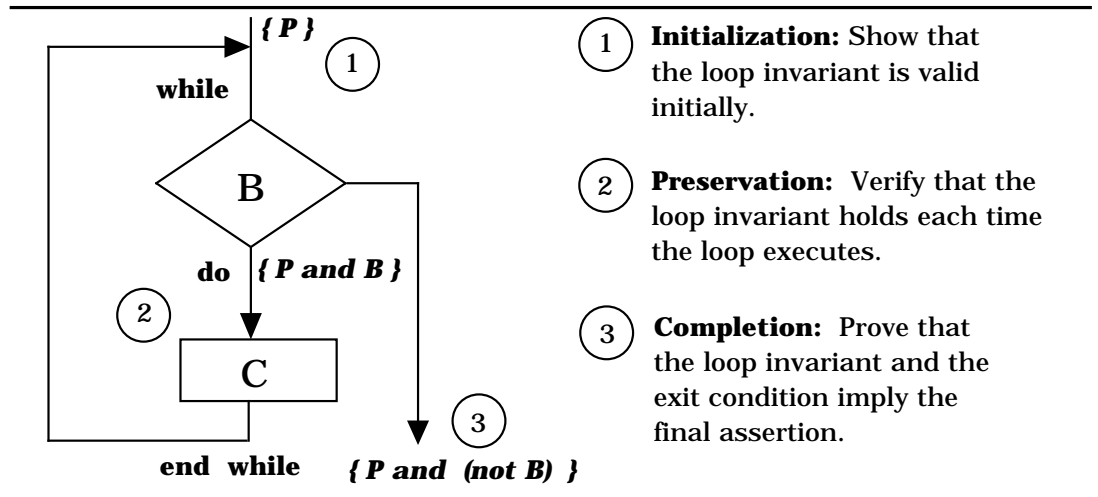 { P }
1
while
B
do { P and B }
2
C
3
end while { P and (not B) }
1 Initialization: Show that
the loop invariant is valid
initially.
2 Preservation: Verify that the
loop invariant holds each time
the loop executes.
3 Completion: Prove that
the loop invariant and the
exit condition imply the
final assertion.